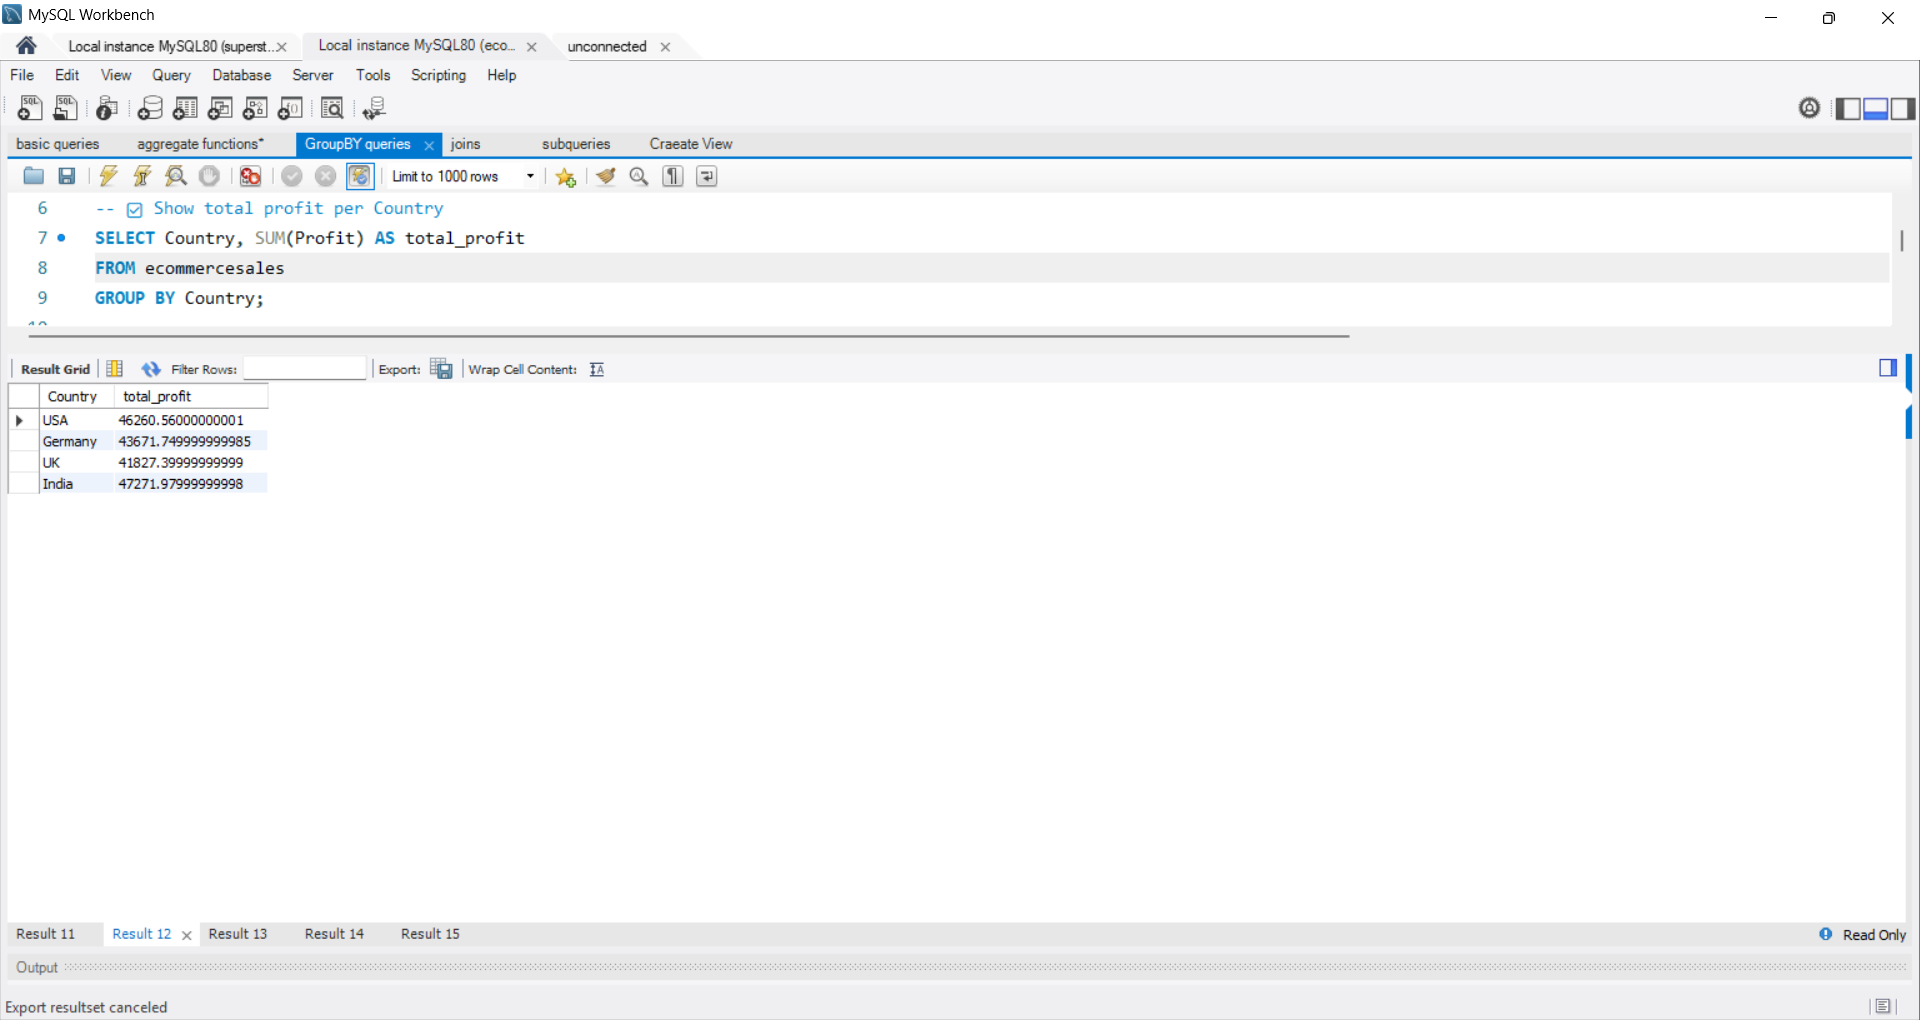 MySQL Workbench
Local instance MySQL80 (superst... Local instance MySQL80 (eco... unconnected
File Edit View Query Database Server Tools Scripting Help
basic queries aggregate functions* GroupBY queries joins subqueries Craeate View
Limit to 1000 rows
6 -- ☑ Show total profit per Country
7 SELECT Country, SUM(Profit) AS total_profit
8 FROM ecommercesales
9 GROUP BY Country;
10
Result Grid Filter Rows: Export: Wrap Cell Content:
Country total_profit
USA 46260.56000000001
Germany 43671.749999999985
UK 41827.39999999999
India 47271.97999999998
Result 11 Result 12 Result 13 Result 14 Result 15
Read Only
Output
Export resultset canceled